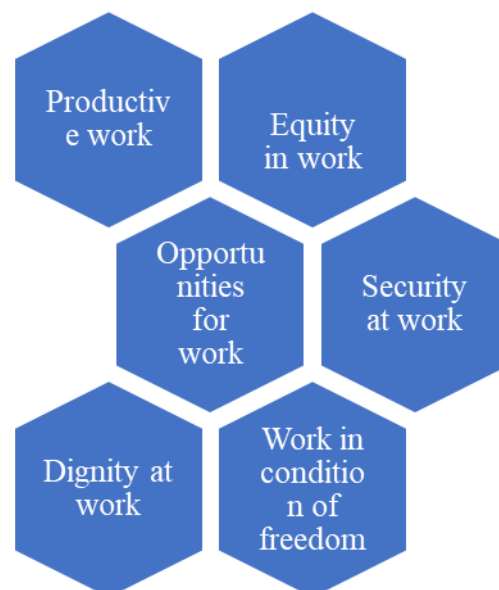 Productiv
e work
Equity
in work
Opportu
nities
for
work
Security
at work
Dignity at
work
Work in
conditio
n of
freedom